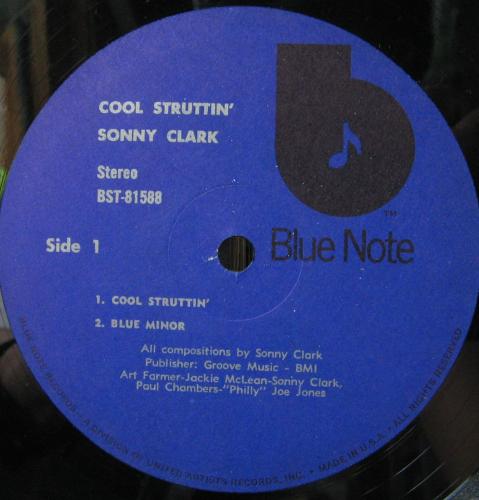 COOL STRUTTIN'
SONNY CLARK
Stereo
BST-81588
TM
Blue Note
Side 1
1. COOL STRUTTIN'
2. BLUE MINOR
All compositions by Sonny Clark
Publisher: Groove Music - BMI
Art Farmer-Jackie McLean-Sonny Clark,
Paul Chambers-"Philly" Joe Jones
BLUE NOTE RECORDS - A DIVISION OF UNITED ARTISTS RECORDS, INC. • MADE IN U.S.A. • ALL RIGHTS RESERVED